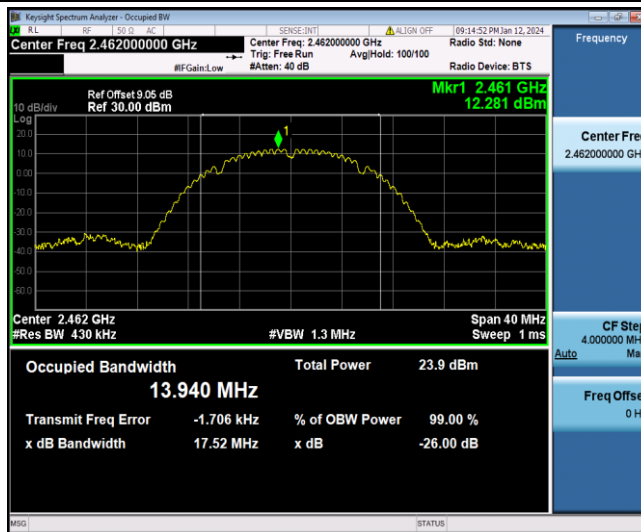 Keysight Spectrum Analyzer - Occupied BW
RL RF 50 Ω AC SENSE:INT ALIGN OFF 09:14:52 PM Jan 12, 2024
Center Freq 2.462000000 GHz Center Freq: 2.462000000 GHz Radio Std: None Frequency
Trig: Free Run Avg|Hold: 100/100
#IFGain:Low #Atten: 40 dB Radio Device: BTS
Ref Offset 9.05 dB Mkr1 2.461 GHz
10 dB/div Ref 30.00 dBm 12.281 dBm
Log
20.0
1
10.0
Center Fre
2.462000000 GH
0.00
-10.0
-20.0
-30.0
-40.0
-50.0
-60.0
Center 2.462 GHz Span 40 MHz
#Res BW 430 kHz #VBW 1.3 MHz Sweep 1 ms
CF Ste
4.000000 MH
Auto Ma
Occupied Bandwidth Total Power 23.9 dBm
13.940 MHz
Freq Offse
0 H
Transmit Freq Error -1.706 kHz % of OBW Power 99.00 %
x dB Bandwidth 17.52 MHz x dB -26.00 dB
MSG STATUS